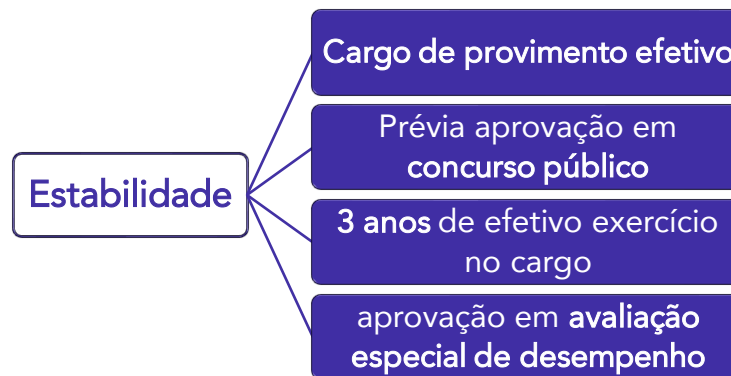 Cargo de provimento efetivo
Prévia aprovação em
concurso público
Estabilidade
3 anos de efetivo exercício
no cargo
aprovação em avaliação
especial de desempenho